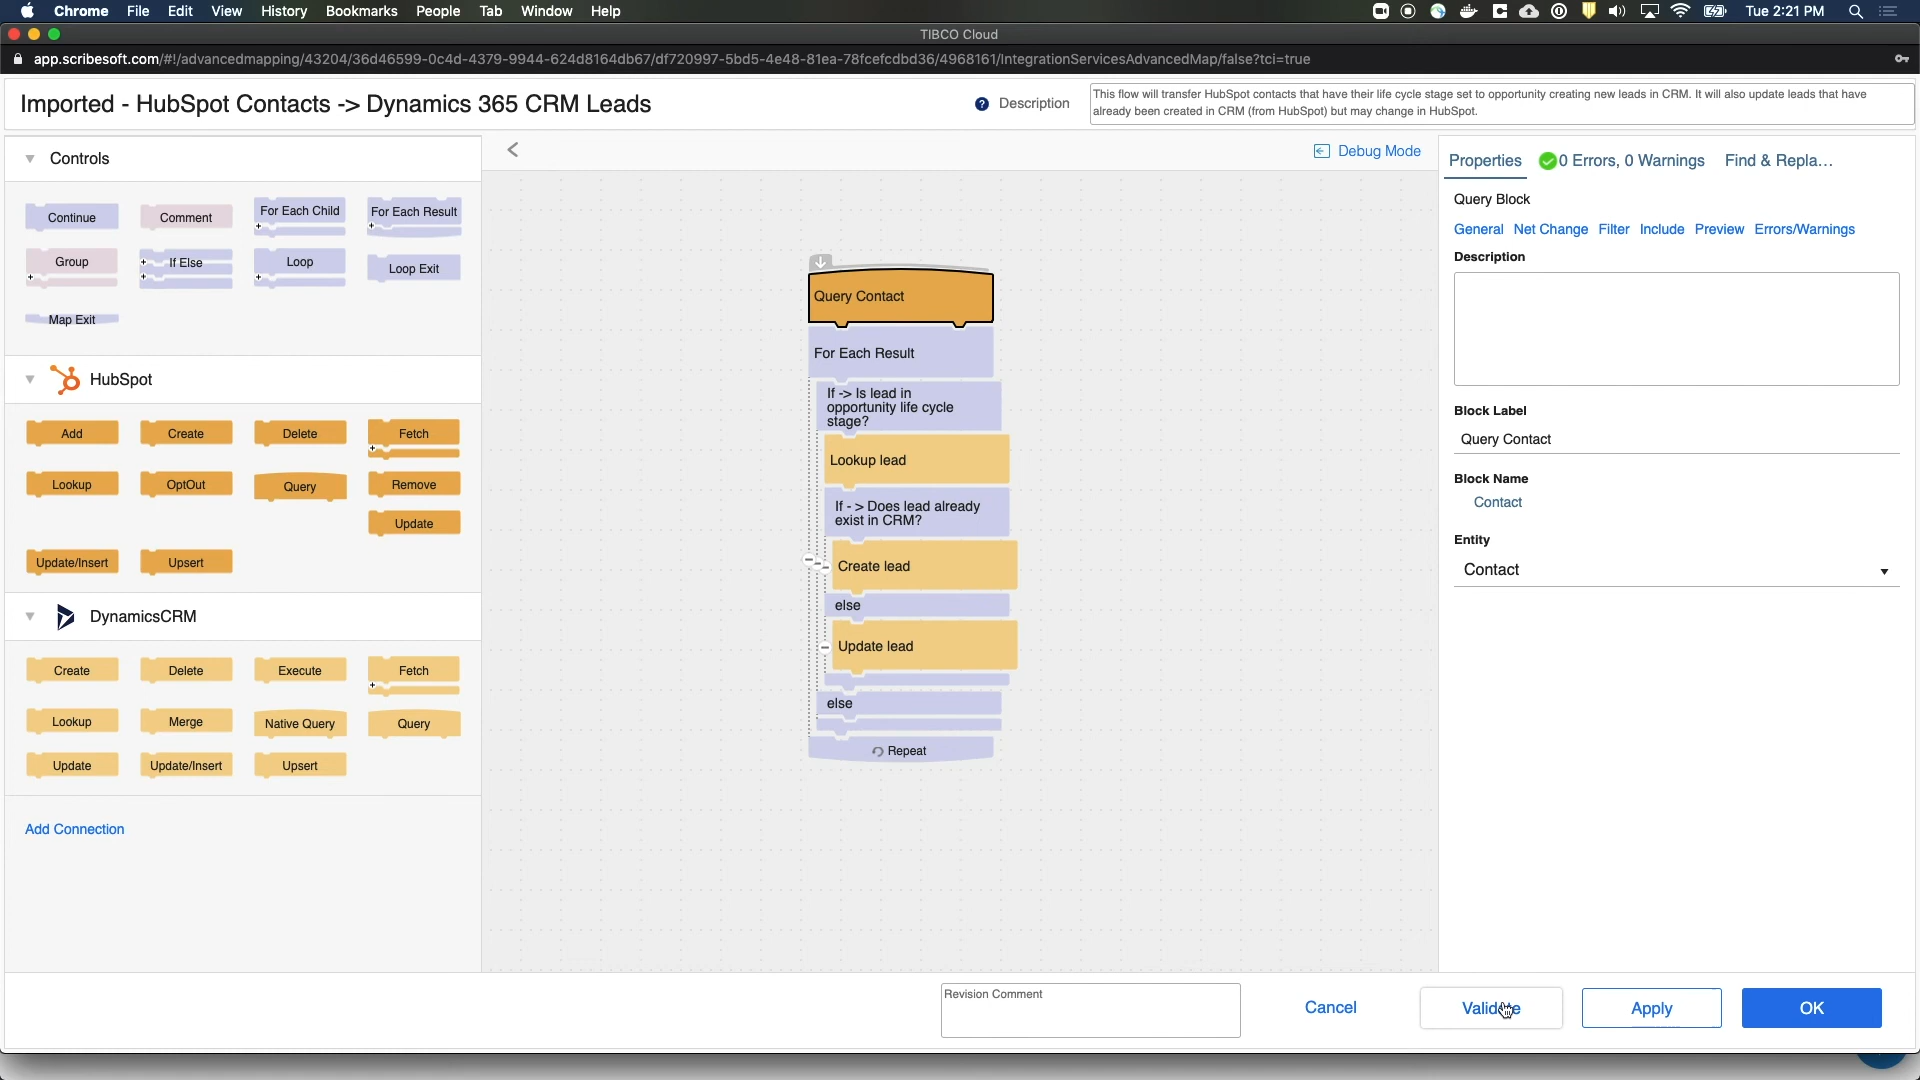 Chrome File Edit View History Bookmarks People Tab Window Help Tue 2:21 PM
TIBCO Cloud
app.scribesoft.com/#!/advancedmapping/43204/36d46599-0c4d-4379-9944-624d8164db67/df720997-5bd5-4e48-81ea-78fcefcdbd36/4968161/IntegrationServicesAdvancedMap/false?tci=true
Imported - HubSpot Contacts -> Dynamics 365 CRM Leads
? Description
This flow will transfer HubSpot contacts that have their life cycle stage set to opportunity creating new leads in CRM. It will also update leads that have
already been created in CRM (from HubSpot) but may change in HubSpot.
Controls
Continue Comment For Each Child For Each Result
Group If Else Loop Loop Exit
Map Exit
HubSpot
Add Create Delete Fetch
Lookup OptOut Query Remove
Update
Update/Insert Upsert
DynamicsCRM
Create Delete Execute Fetch
Lookup Merge Native Query Query
Update Update/Insert Upsert
Add Connection
Debug Mode
Query Contact
For Each Result
If -> Is lead in
opportunity life cycle
stage?
Lookup lead
If - > Does lead already
exist in CRM?
Create lead
else
Update lead
else
Repeat
Properties 0 Errors, 0 Warnings Find & Repla...
Query Block
General Net Change Filter Include Preview Errors/Warnings
Description
Block Label
Query Contact
Block Name
Contact
Entity
Contact
Revision Comment
Cancel Validate Apply OK